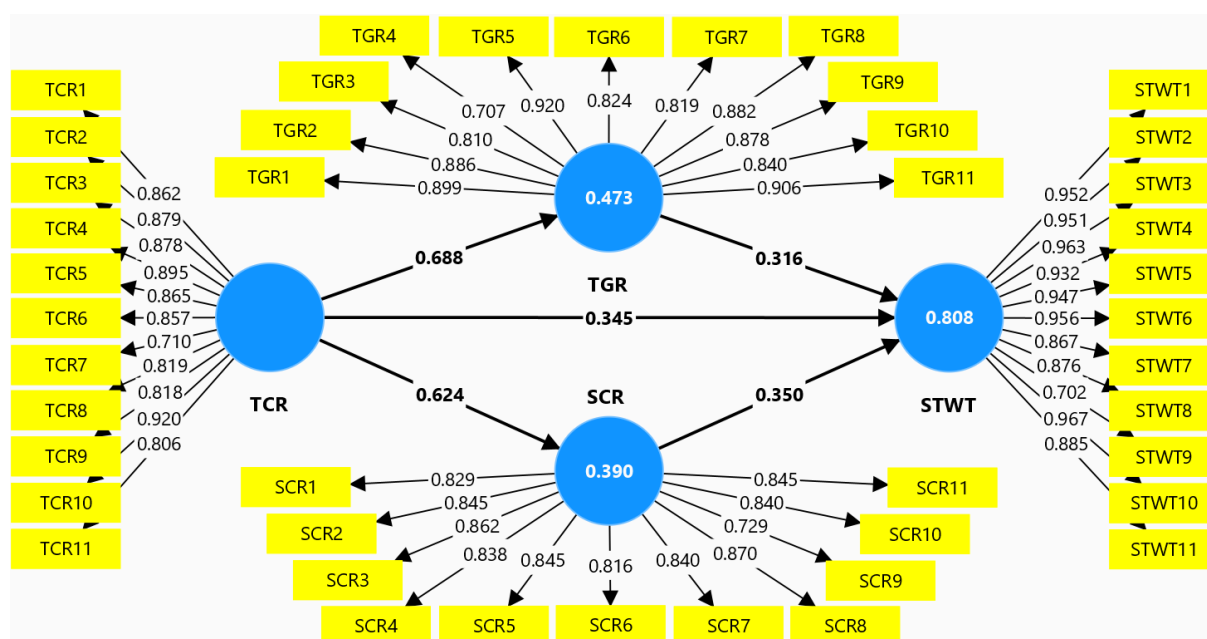 TGR4 TGR5 TGR6 TGR7 TGR8
TGR3 TGR9
TGR2 TGR10
TGR1 TGR11
0.707 0.920 0.824 0.819 0.882
0.810 0.878
0.886 0.840
0.899 0.906
0.473
TGR
TCR1
TCR2
TCR3
TCR4
TCR5
TCR6
TCR7
TCR8
TCR9
TCR10
TCR11
0.862
0.879
0.878
0.895
0.865
0.857
0.710
0.819
0.818
0.920
0.806
TCR
0.688
0.316
0.345
0.624
0.350
SCR
0.390
SCR1
SCR2
SCR3
SCR4 SCR5 SCR6 SCR7 SCR8
SCR9
SCR10
SCR11
0.829 0.845
0.845 0.840
0.862 0.729
0.838 0.845 0.816 0.840 0.870
0.808
STWT
0.952
0.951
0.963
0.932
0.947
0.956
0.867
0.876
0.702
0.967
0.885
STWT1
STWT2
STWT3
STWT4
STWT5
STWT6
STWT7
STWT8
STWT9
STWT10
STWT11